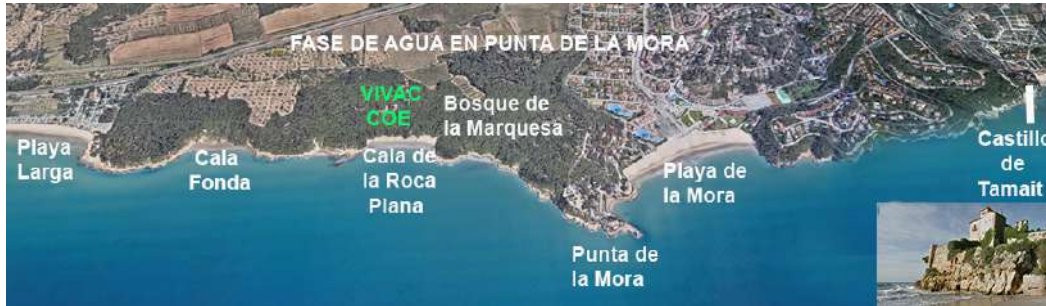 FASE DE AGUA EN PUNTA DE LA MORA
VIVAC
COE
Bosque de
la Marquesa
Playa
Larga
Cala
Fonda
Cala de
la Roca
Plana
Playa de
la Mora
Castillo
de
Tamait
Punta de
la Mora